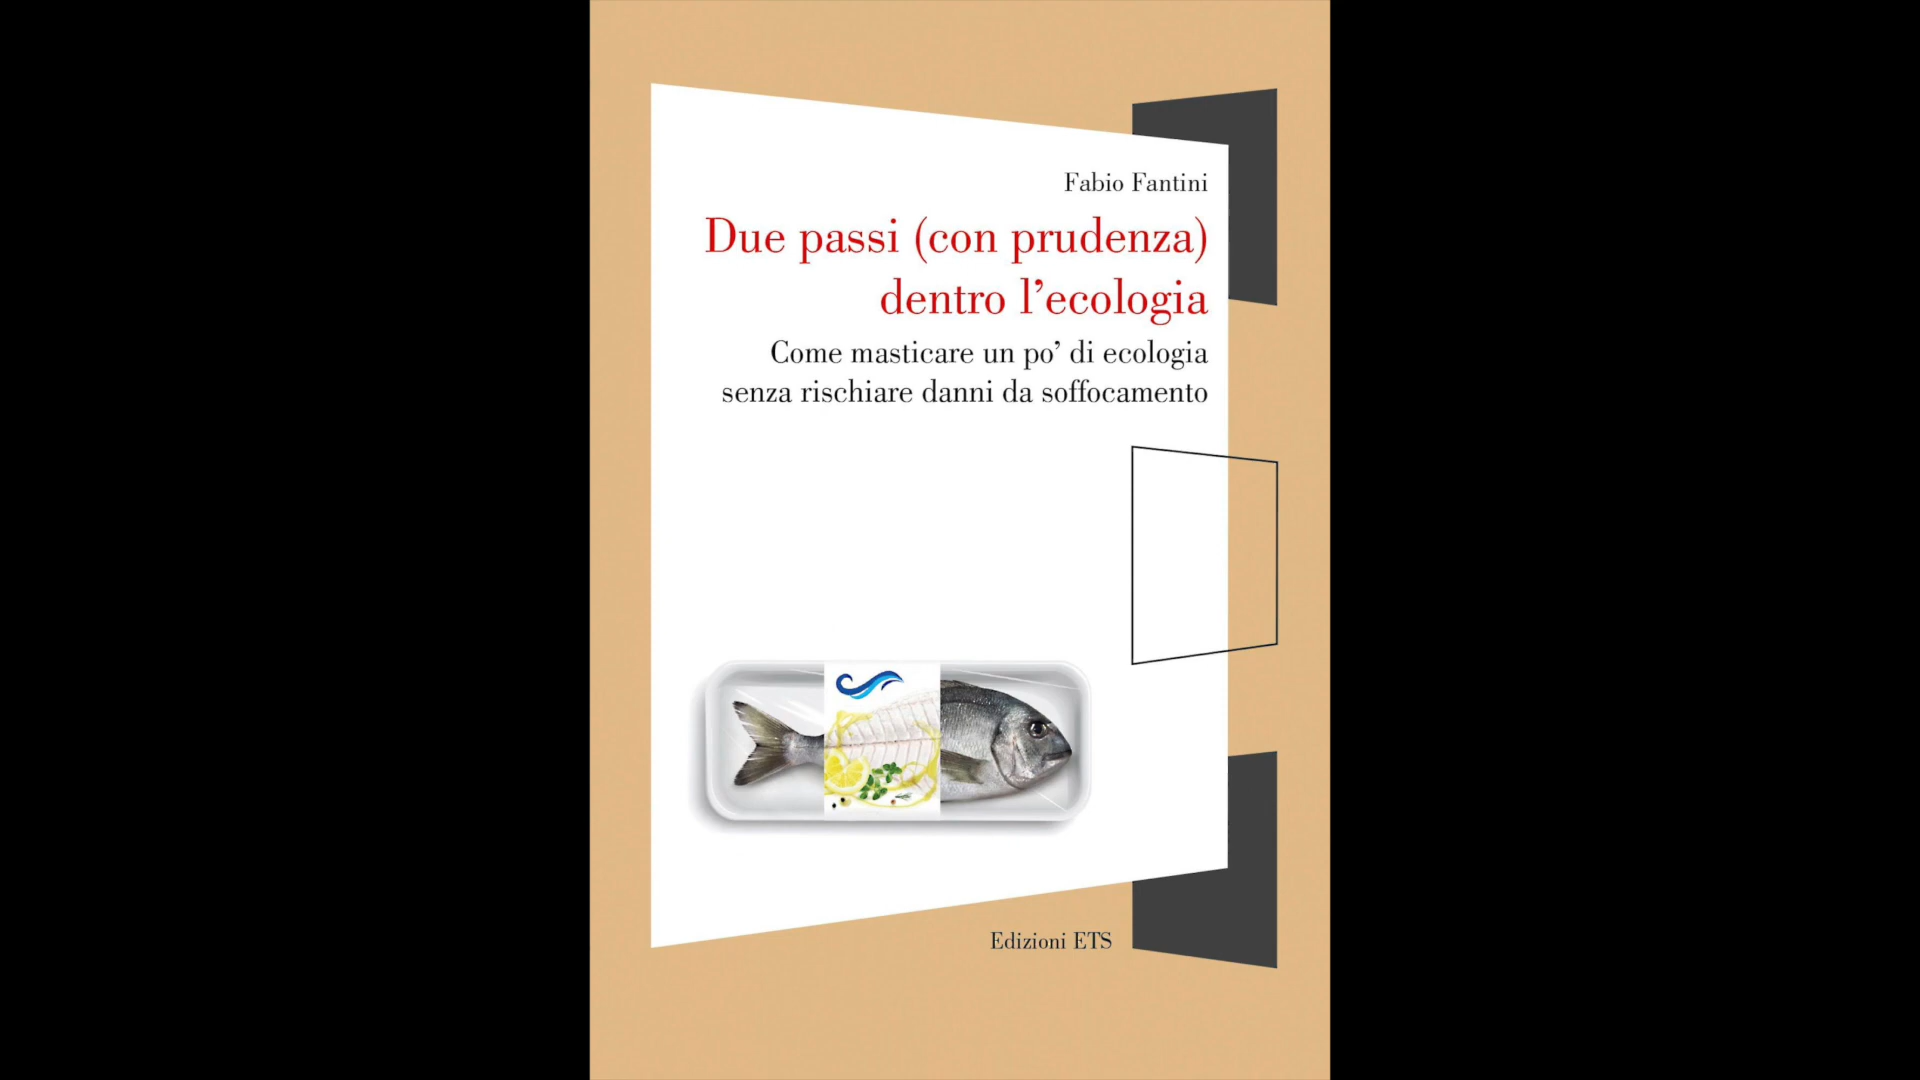 Fabio Fantini
Due passi (con prudenza)
dentro l’ecologia
Come masticare un po’ di ecologia
senza rischiare danni da soffocamento
Edizioni ETS